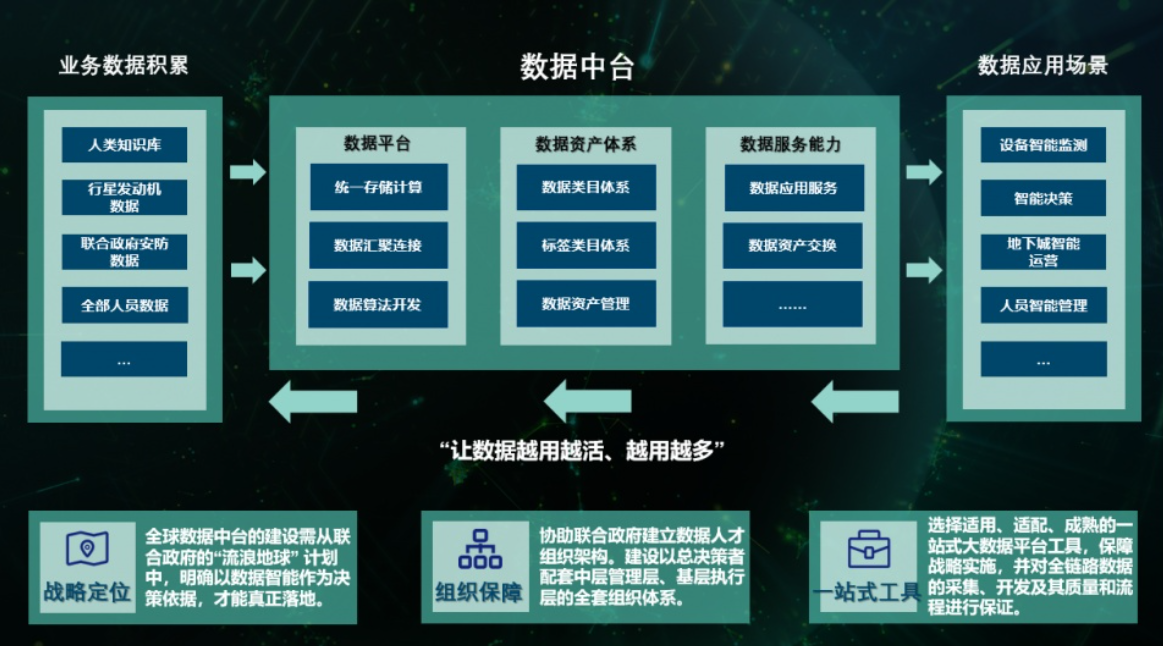 业务数据积累
人类知识库
行星发动机
数据
联合政府安防
数据
全部人员数据
...
数据中台
数据平台
统一存储计算
数据汇聚连接
数据算法开发
数据资产体系
数据类目体系
标签类目体系
数据资产管理
数据服务能力
数据应用服务
数据资产交换
......
数据应用场景
设备智能监测
智能决策
地下城智能
运营
人员智能管理
...
“让数据越用越活、越用越多”
战略定位
全球数据中台的建设需从联
合政府的“流浪地球” 计划
中，明确以数据智能作为决
策依据，才能真正落地。
组织保障
协助联合政府建立数据人才
组织架构。建设以总决策者
配套中层管理层、基层执行
层的全套组织体系。
一站式工具
选择适用、适配、成熟的一
站式大数据平台工具，保障
战略实施，并对全链路数据
的采集、开发及其质量和流
程进行保证。